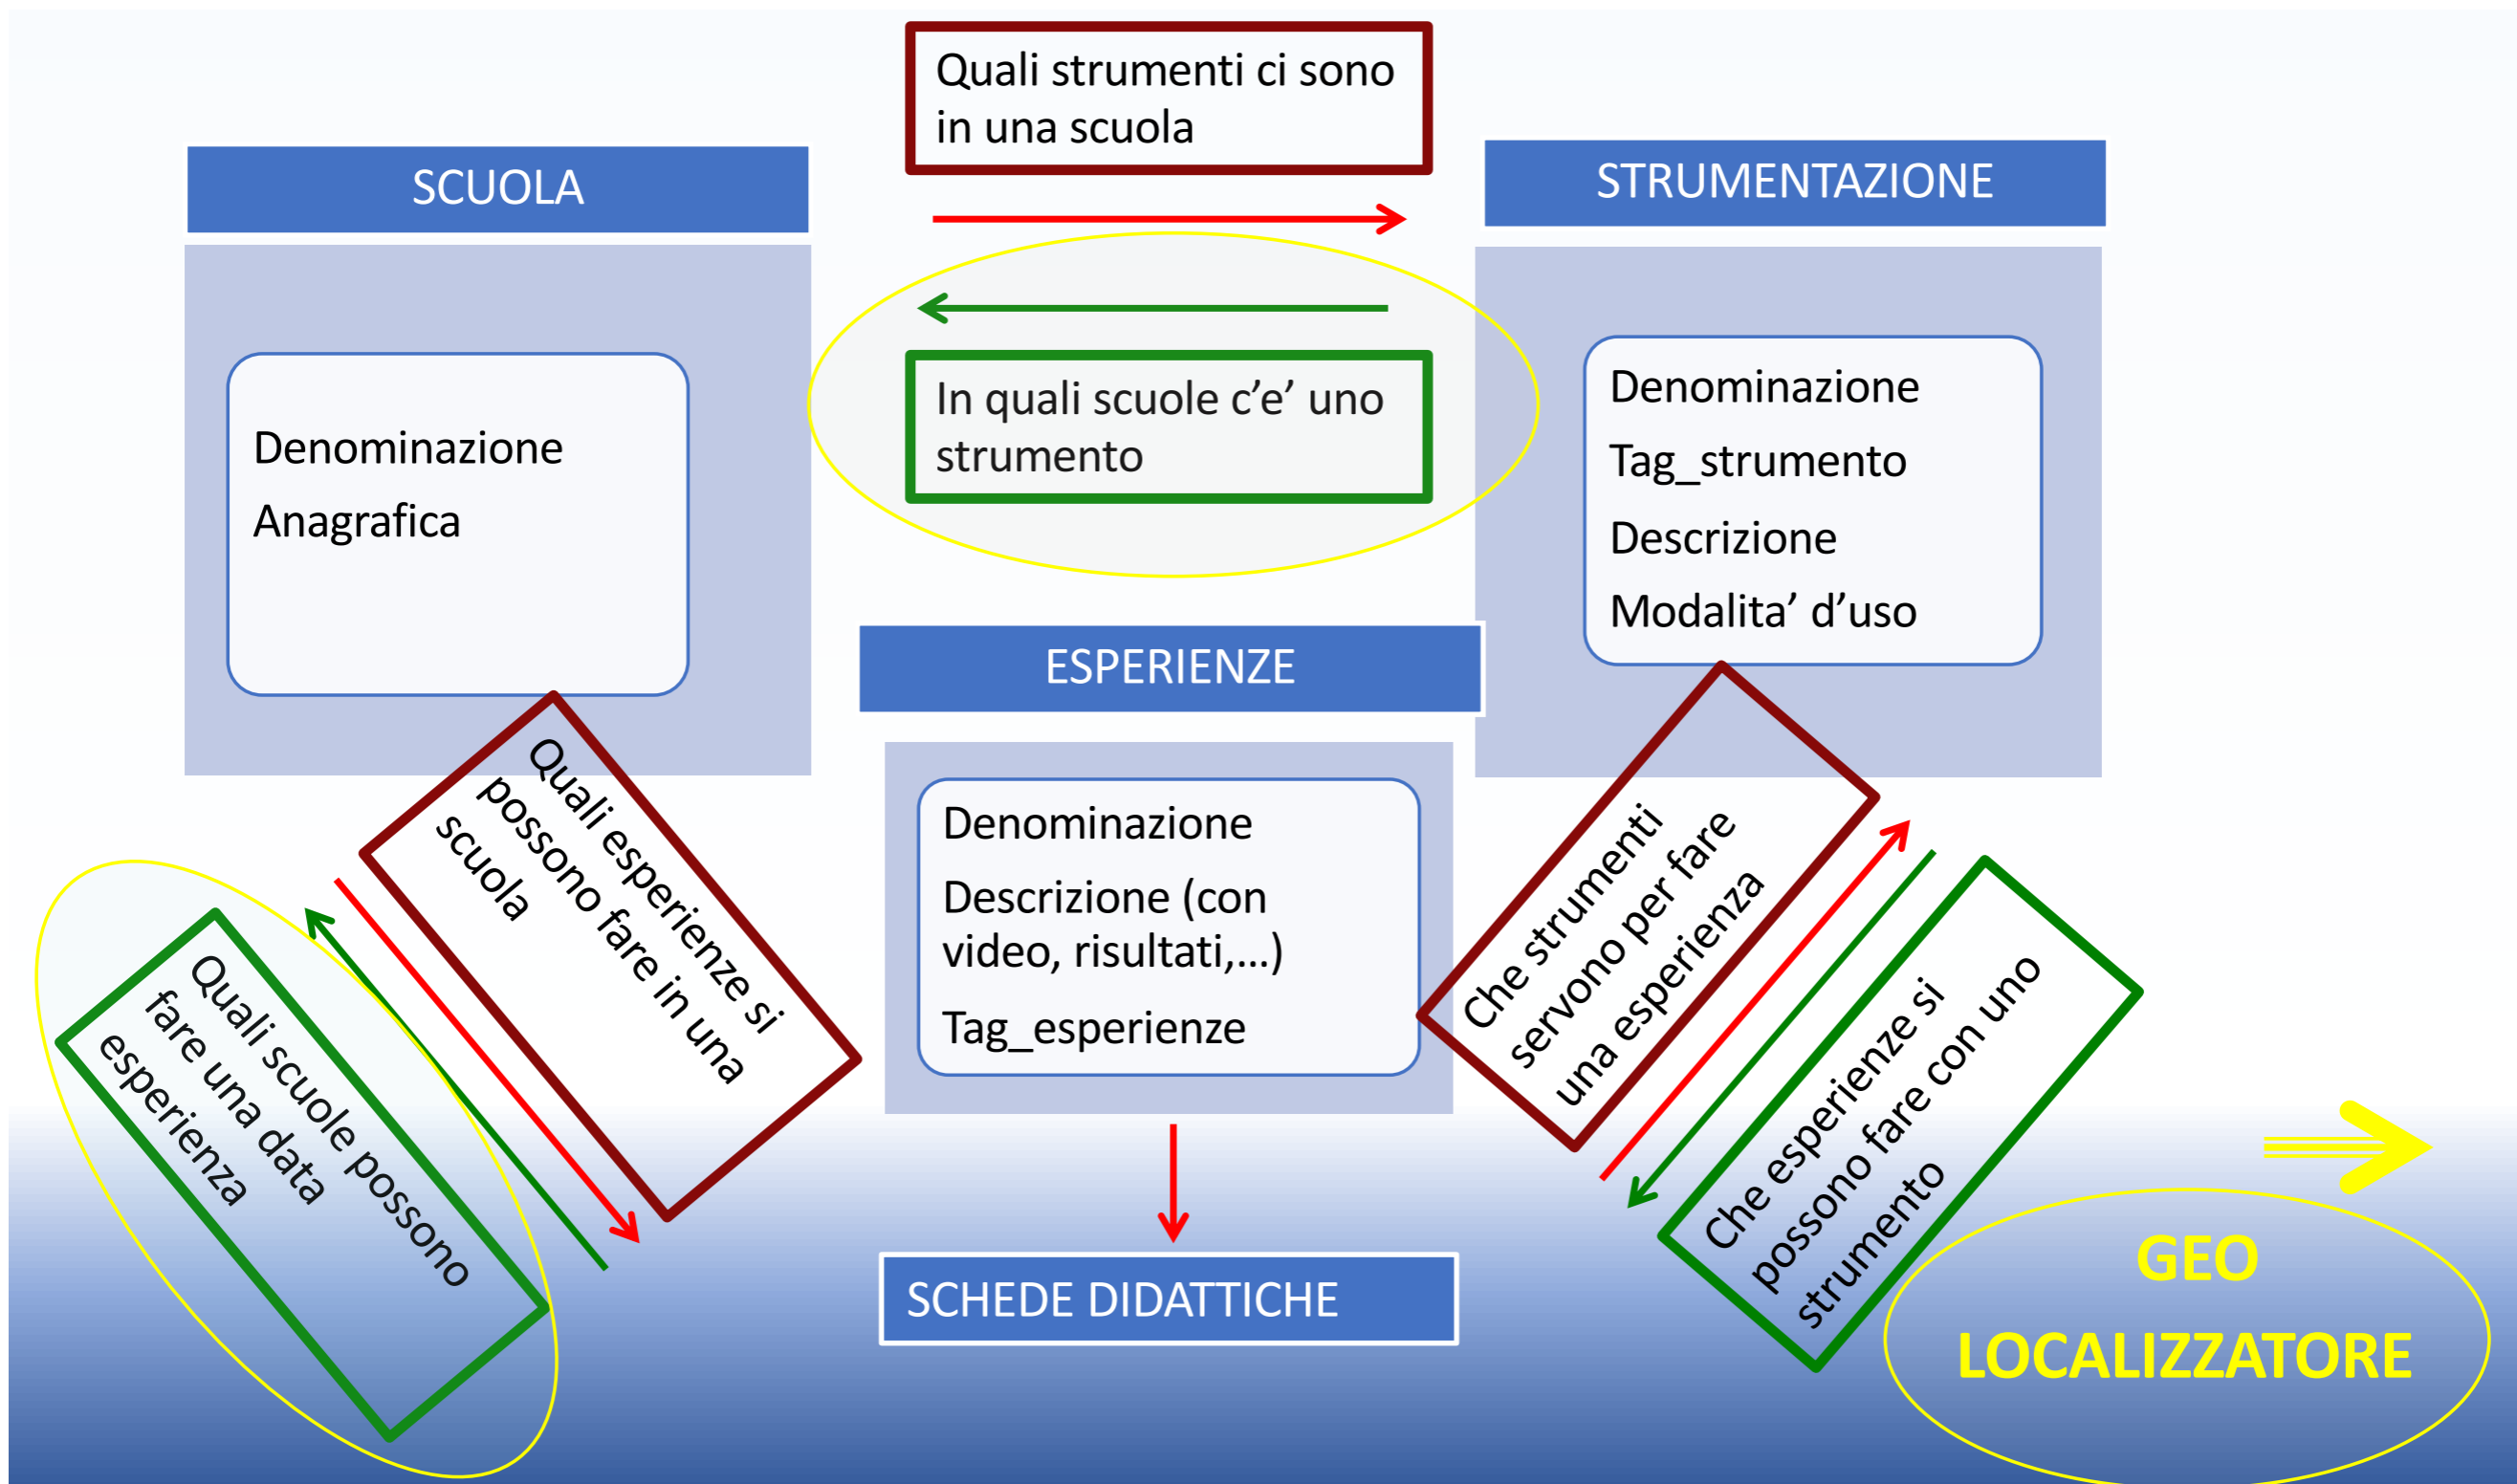 Quali strumenti ci sono
in una scuola
SCUOLA
STRUMENTAZIONE
In quali scuole c’e’ uno
strumento
Denominazione
Anagrafica
Denominazione
Tag_strumento
Descrizione
Modalita’ d’uso
ESPERIENZE
Denominazione
Descrizione (con
video, risultati,...)
Tag_esperienze
Quali esperienze si
possono fare in una
scuola
Quali scuole possono
fare una data
esperienza
Che strumenti
servono per fare
una esperienza
Che esperienze si
possono fare con uno
strumento
SCHEDE DIDATTICHE
GEO
LOCALIZZATORE